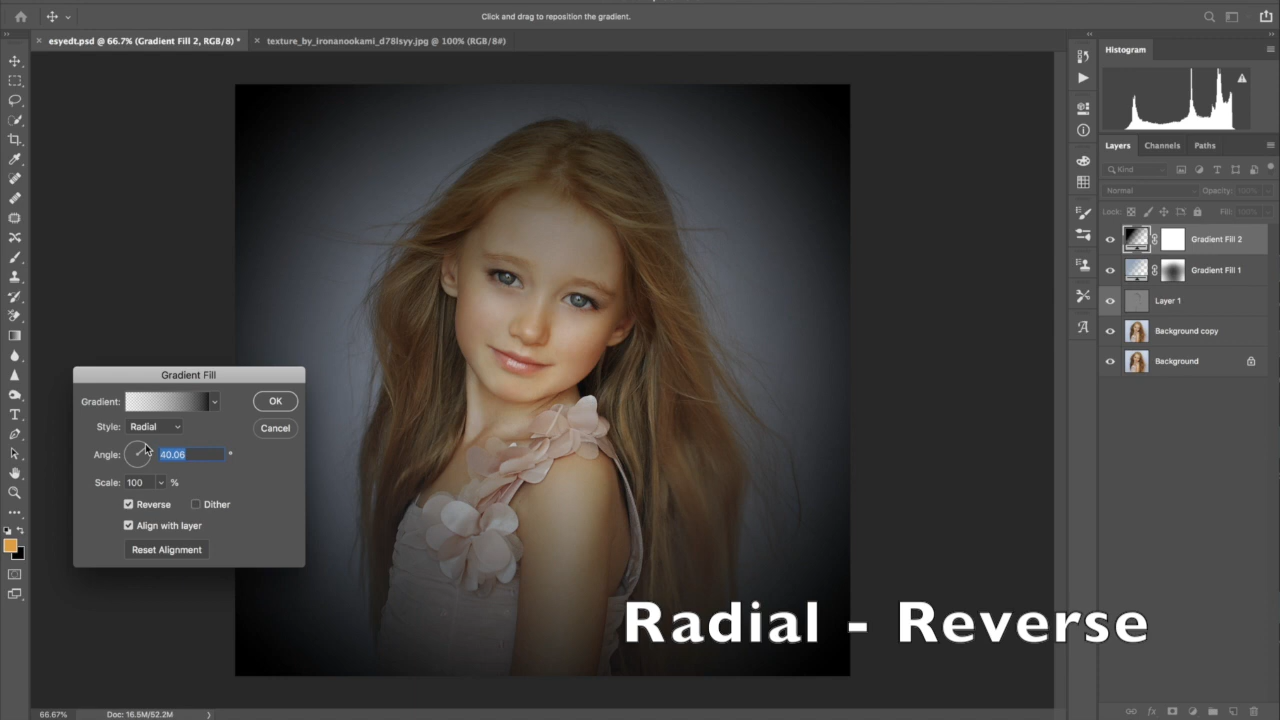 Click and drag to reposition the gradient.
esyedt.psd @ 66.7% (Gradient Fill 2, RGB/8) *
texture_by_ironanookami_d78lsyy.jpg @ 100% (RGB/8#)
Histogram
Layers Channels Paths
Kind
Normal Opacity: 100%
Lock: Fill: 100%
Gradient Fill 2
Gradient Fill 1
Layer 1
Background copy
Background
Gradient Fill
Gradient: OK
Style: Radial Cancel
Angle: 40.06 °
Scale: 100 %
Reverse Dither
Align with layer
Reset Alignment
Radial - Reverse
66.67% Doc: 16.5M/52.2M